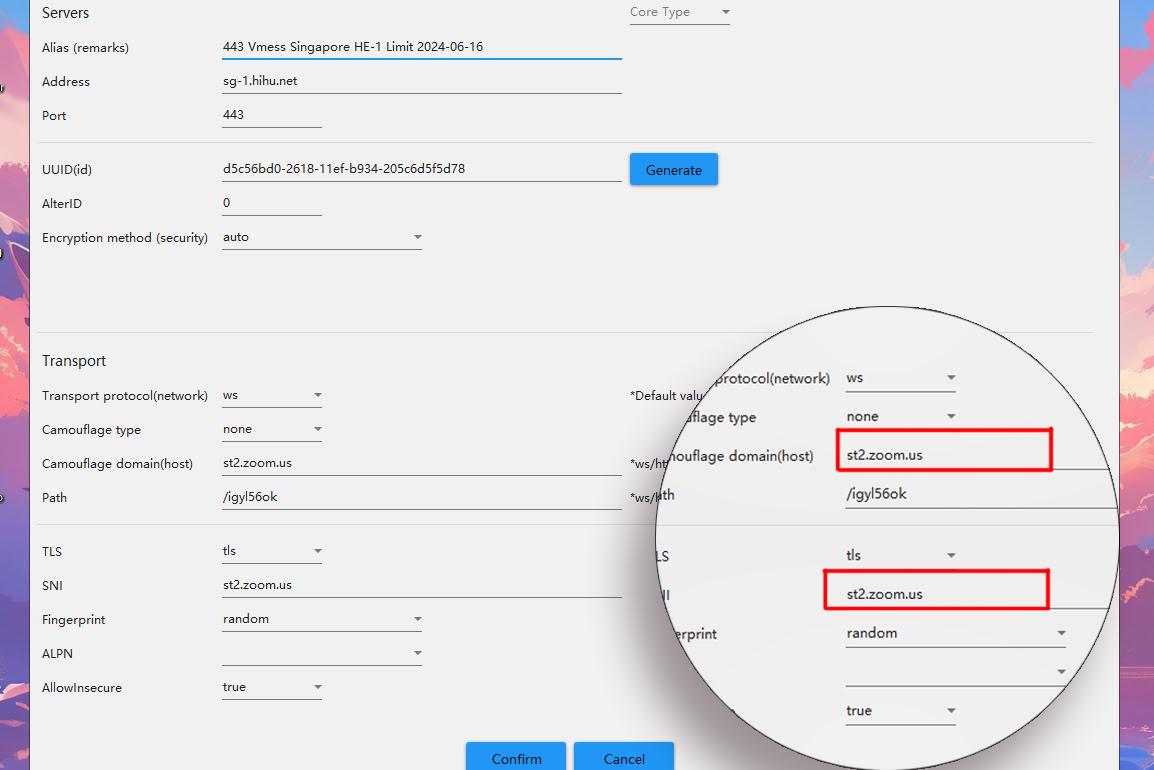 Servers
Core Type
Alias (remarks) 443 Vmess Singapore HE-1 Limit 2024-06-16
Address sg-1.hihu.net
Port 443
UUID(id) d5c56bd0-2618-11ef-b934-205c6d5f5d78 Generate
AlterID 0
Encryption method (security) auto
Transport
Transport protocol(network) ws *Default valu
Camouflage type none
Camouflage domain(host) st2.zoom.us *ws/ht
Path /igyl56ok *ws/h
TLS tls
SNI st2.zoom.us
Fingerprint random
ALPN
AllowInsecure true
Confirm Cancel
protocol(network) ws
uflage type none
nouflage domain(host) st2.zoom.us
ath /igyl56ok
LS tls
II st2.zoom.us
erprint random
true